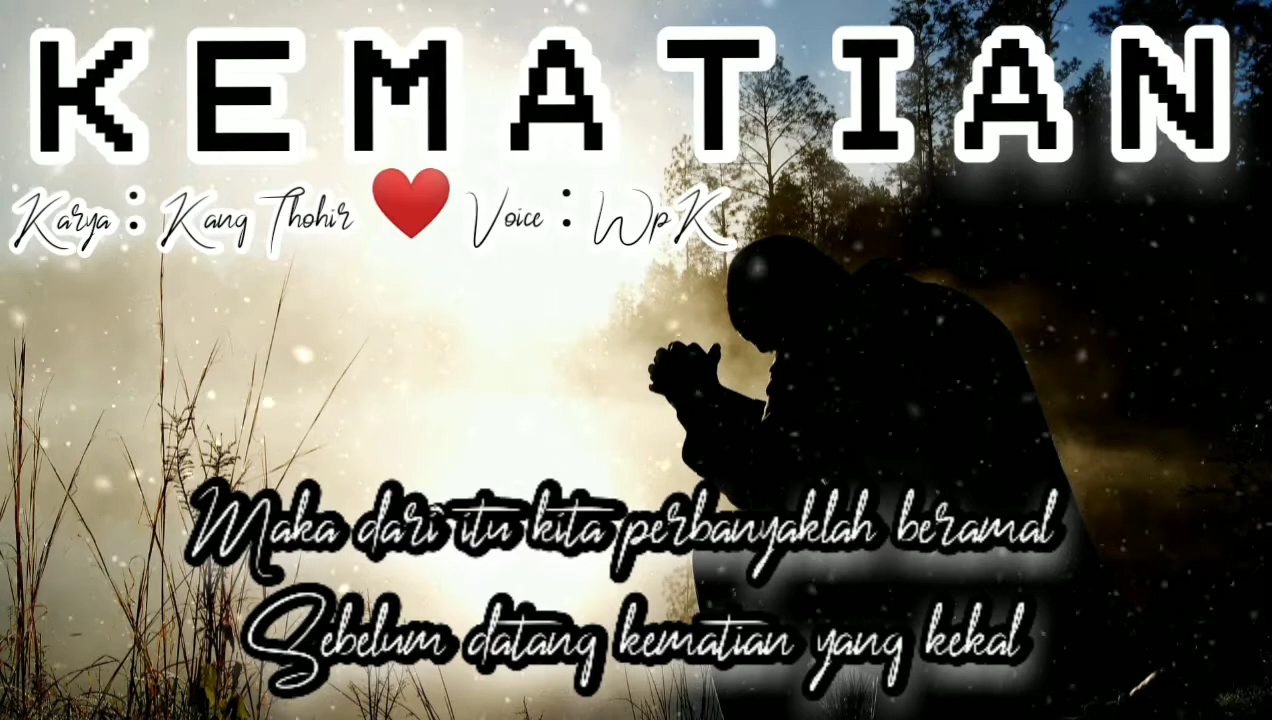 KEMATIAN
Karya : Kang Thohir ❤️ Voice : WpK
Maka dari itu kita perbanyaklah beramal
Sebelum datang kematian yang kekal